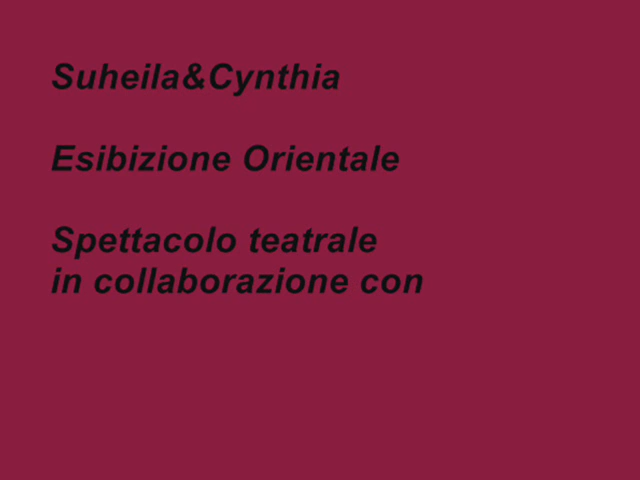 Suheila&Cynthia
Esibizione Orientale
Spettacolo teatrale
in collaborazione con